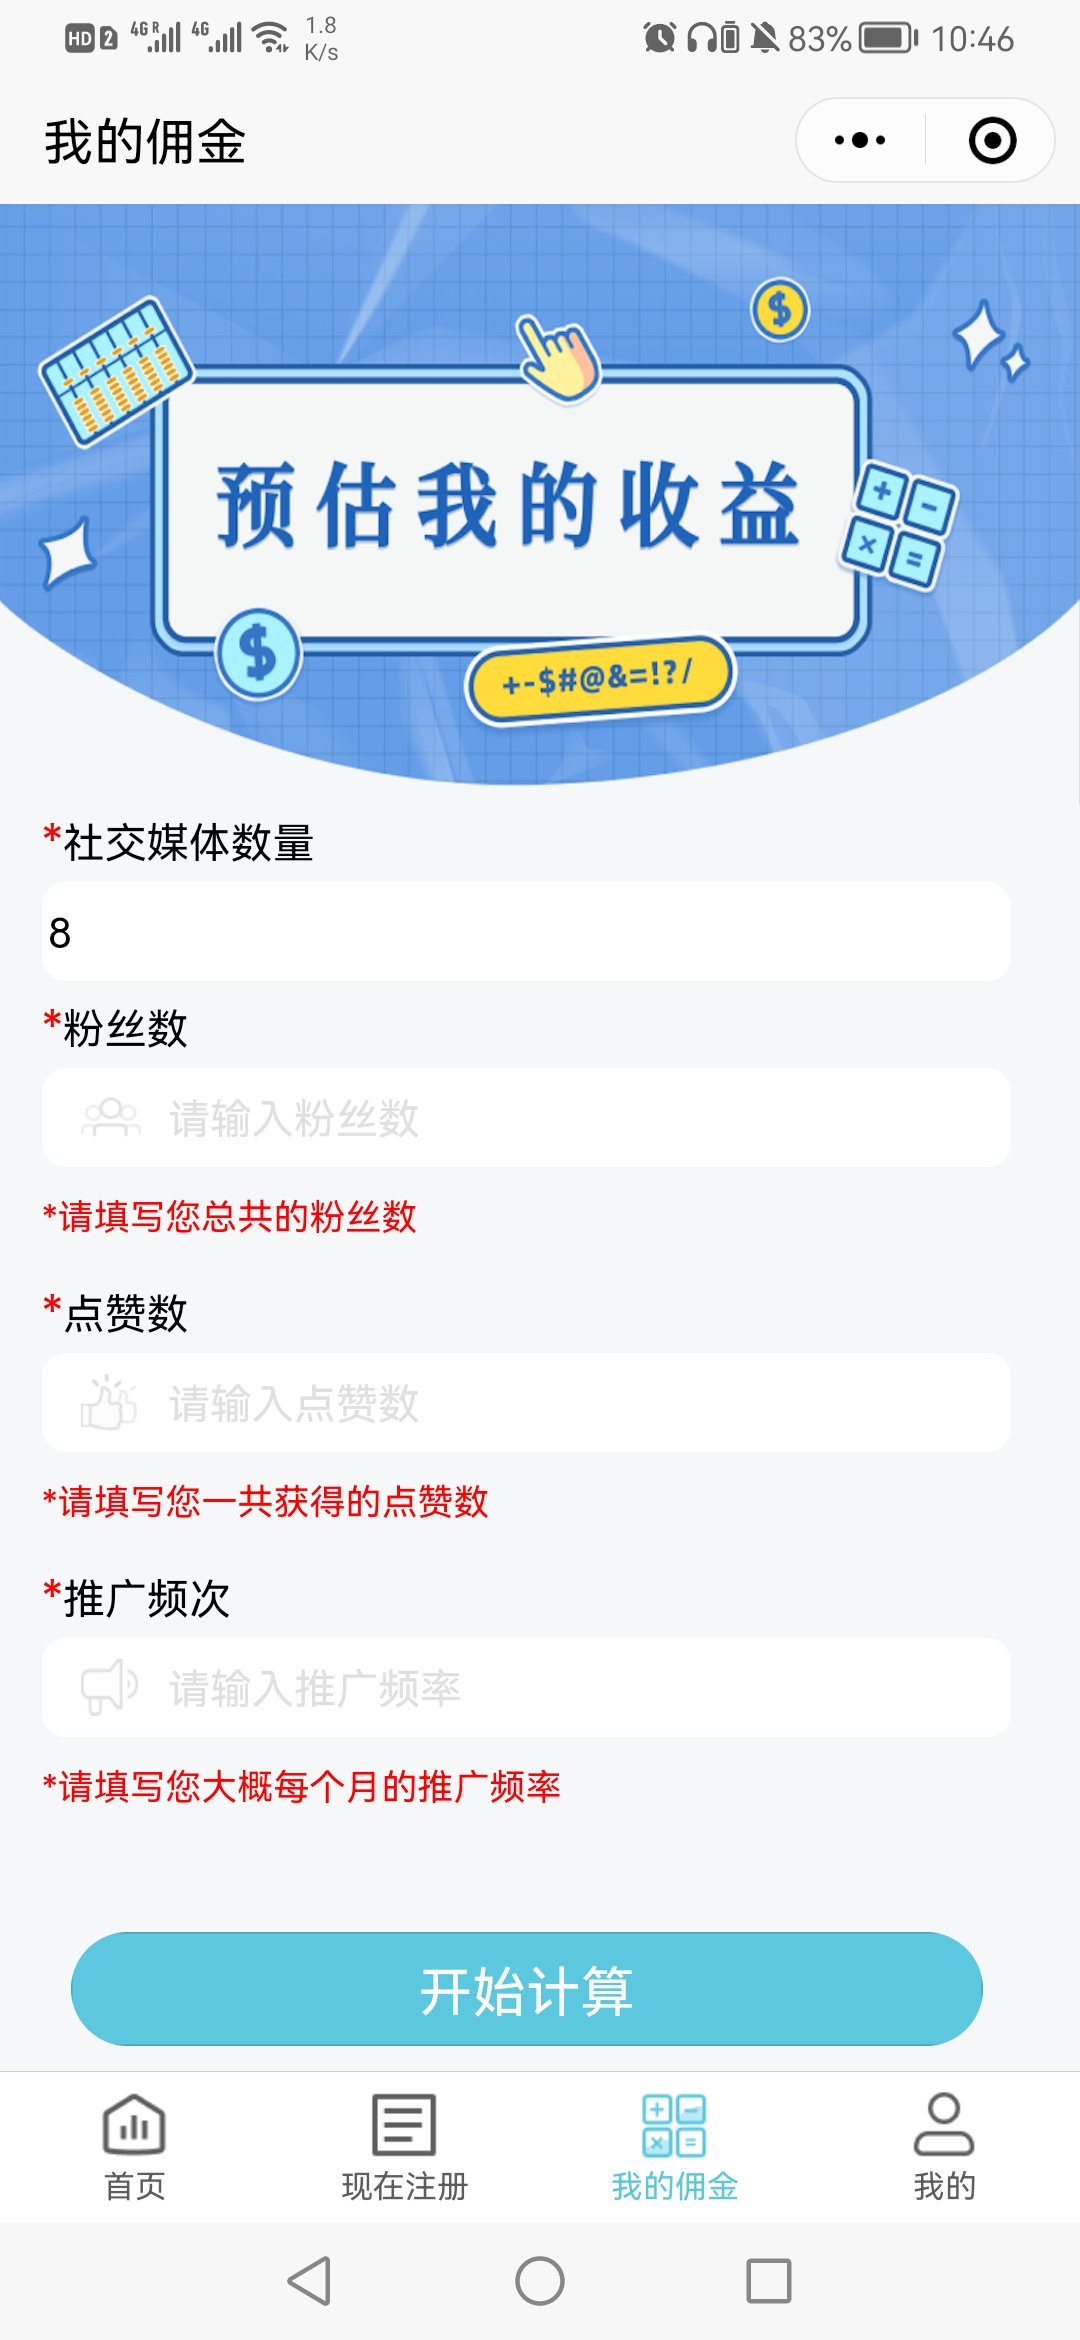 HD 2 4G R 4G 1.8 K/s 83% 10:46
我的佣金
预估我的收益
+-$#@&=!?/
*社交媒体数量
8
*粉丝数
请输入粉丝数
*请填写您总共的粉丝数
*点赞数
请输入点赞数
*请填写您一共获得的点赞数
*推广频次
请输入推广频率
*请填写您大概每个月的推广频率
开始计算
首页 现在注册 我的佣金 我的